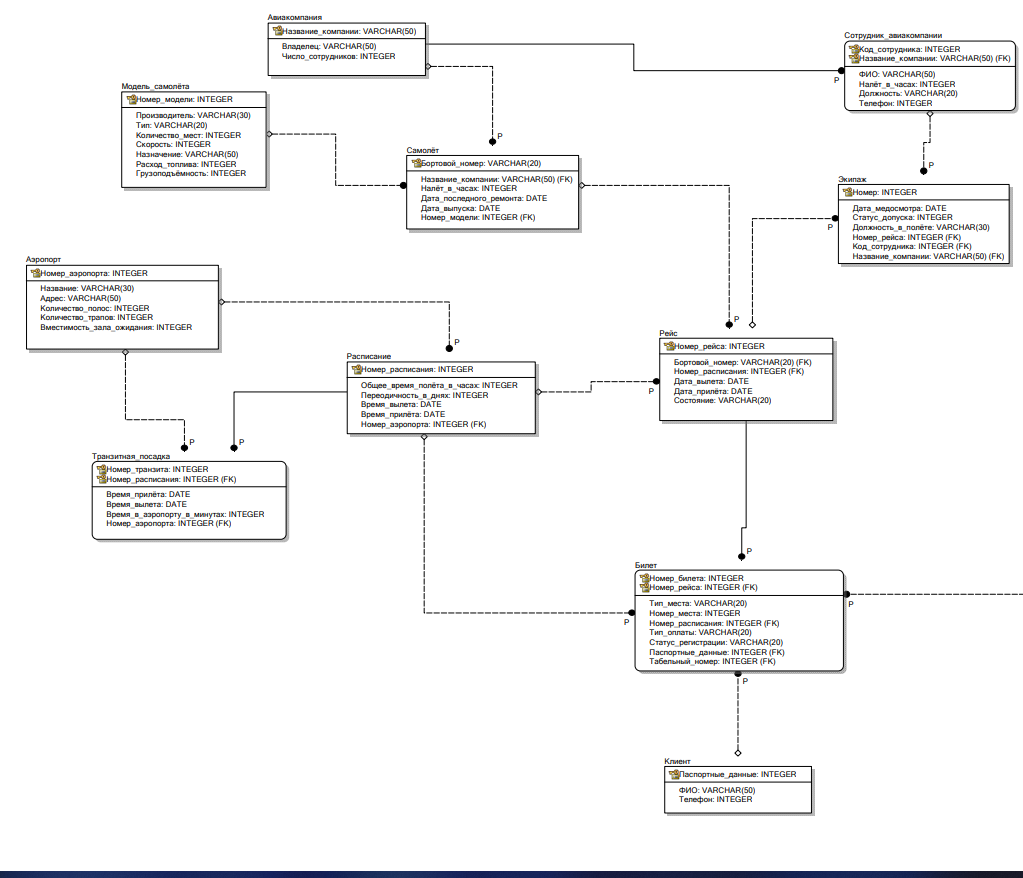 Авиакомпания
Название_компании: VARCHAR(50)
Владелец: VARCHAR(50)
Число_сотрудников: INTEGER
Сотрудник_авиакомпании
Код_сотрудника: INTEGER
Название_компании: VARCHAR(50) (FK)
ФИО: VARCHAR(50)
Налёт_в_часах: INTEGER
Должность: VARCHAR(20)
Телефон: INTEGER
P
P
Модель_самолёта
Номер_модели: INTEGER
Производитель: VARCHAR(30)
Тип: VARCHAR(20)
Количество_мест: INTEGER
Скорость: INTEGER
Назначение: VARCHAR(50)
Расход_топлива: INTEGER
Грузоподъёмность: INTEGER
Самолёт
Бортовой_номер: VARCHAR(20)
Название_компании: VARCHAR(50) (FK)
Налёт_в_часах: INTEGER
Дата_последнего_ремонта: DATE
Дата_выпуска: DATE
Номер_модели: INTEGER (FK)
P
Экипаж
Номер: INTEGER
Дата_медосмотра: DATE
Статус_допуска: INTEGER
Должность_в_полёте: VARCHAR(30)
Номер_рейса: INTEGER (FK)
Код_сотрудника: INTEGER (FK)
Название_компании: VARCHAR(50) (FK)
P
Аэропорт
Номер_аэропорта: INTEGER
Название: VARCHAR(30)
Адрес: VARCHAR(50)
Количество_полос: INTEGER
Количество_трапов: INTEGER
Вместимость_зала_ожидания: INTEGER
P
P
Расписание
Номер_расписания: INTEGER
Общее_время_полёта_в_часах: INTEGER
Переодичность_в_днях: INTEGER
Время_вылета: DATE
Время_прилёта: DATE
Номер_аэропорта: INTEGER (FK)
Рейс
Номер_рейса: INTEGER
Бортовой_номер: VARCHAR(20) (FK)
Номер_расписания: INTEGER (FK)
Дата_вылета: DATE
Дата_прилёта: DATE
Состояние: VARCHAR(20)
P
P
P
Транзитная_посадка
Номер_транзита: INTEGER
Номер_расписания: INTEGER (FK)
Время_прилёта: DATE
Время_вылета: DATE
Время_в_аэропорту_в_минутах: INTEGER
Номер_аэропорта: INTEGER (FK)
P
Билет
Номер_билета: INTEGER
Номер_рейса: INTEGER (FK)
Тип_места: VARCHAR(20)
Номер_места: INTEGER
Номер_расписания: INTEGER (FK)
Тип_оплаты: VARCHAR(20)
Статус_регистрации: VARCHAR(20)
Паспортные_данные: INTEGER (FK)
Табельный_номер: INTEGER (FK)
P
P
P
Клиент
Паспортные_данные: INTEGER
ФИО: VARCHAR(50)
Телефон: INTEGER